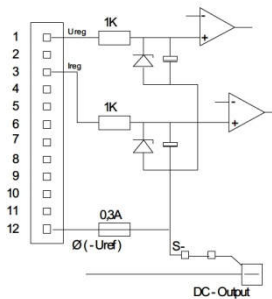 1
Ureg
1K
-
+
2
3
Ireg
4
5
1K
-
+
6
7
8
9
10
11
12
0,3A
Ø (- Uref)
S-
DC - Output